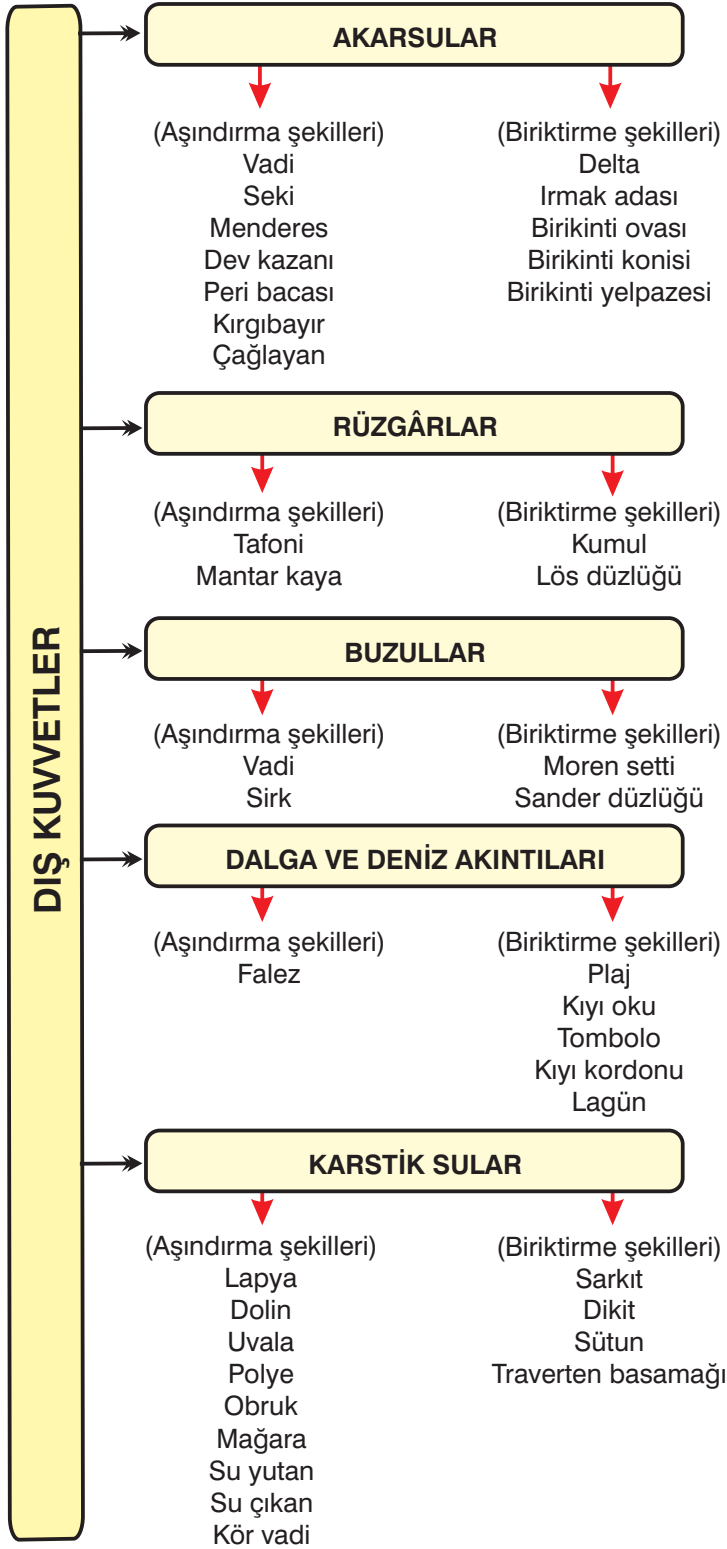 DIŞ KUVVETLER
AKARSULAR
(Aşındırma şekilleri)
Vadi
Seki
Menderes
Dev kazanı
Peri bacası
Kırgıbayır
Çağlayan
(Biriktirme şekilleri)
Delta
Irmak adası
Birikinti ovası
Birikinti konisi
Birikinti yelpazesi
RÜZGÂRLAR
(Aşındırma şekilleri)
Tafoni
Mantar kaya
(Biriktirme şekilleri)
Kumul
Lös düzlüğü
BUZULLAR
(Aşındırma şekilleri)
Vadi
Sirk
(Biriktirme şekilleri)
Moren setti
Sander düzlüğü
DALGA VE DENİZ AKINTILARI
(Aşındırma şekilleri)
Falez
(Biriktirme şekilleri)
Plaj
Kıyı oku
Tombolo
Kıyı kordonu
Lagün
KARSTİK SULAR
(Aşındırma şekilleri)
Lapya
Dolin
Uvala
Polye
Obruk
Mağara
Su yutan
Su çıkan
Kör vadi
(Biriktirme şekilleri)
Sarkıt
Dikit
Sütun
Traverten basamağı